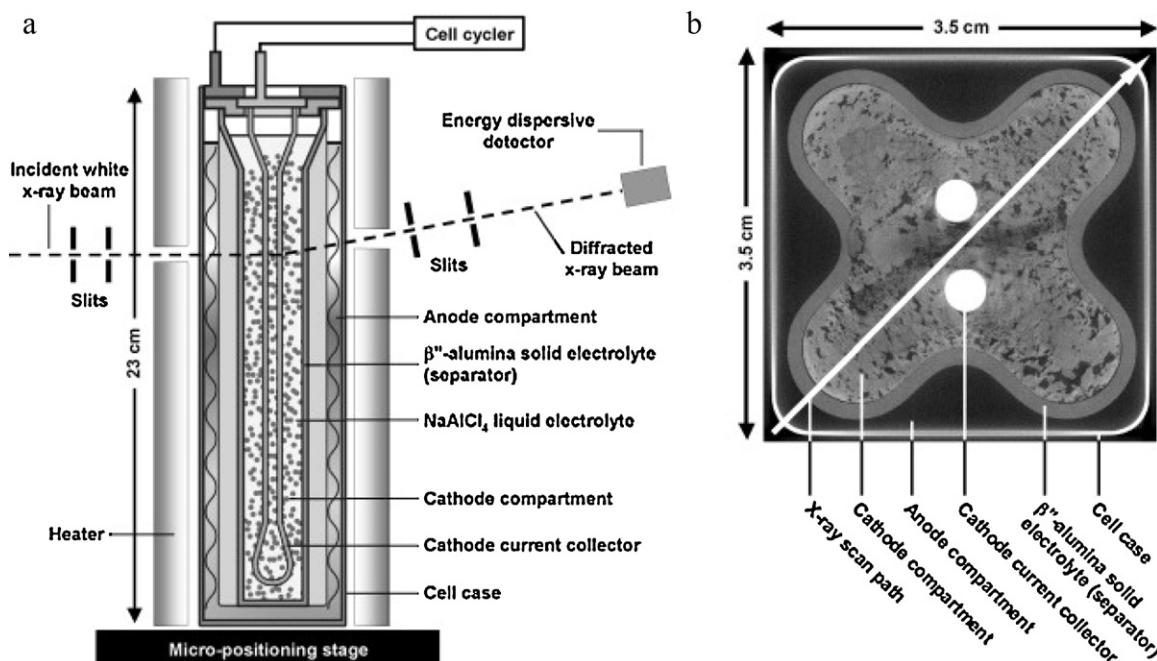 a
Cell cycler
Energy dispersive
detector
Incident white
x-ray beam
Slits
Slits
Diffracted
x-ray beam
23 cm
Anode compartment
β"-alumina solid electrolyte
(separator)
NaAlCl₄ liquid electrolyte
Cathode compartment
Heater
Cathode current collector
Cell case
Micro-positioning stage
b
3.5 cm
3.5 cm
X-ray scan path
Cathode compartment
Anode compartment
Cathode current collector
β"-alumina solid
electrolyte (separator)
Cell case